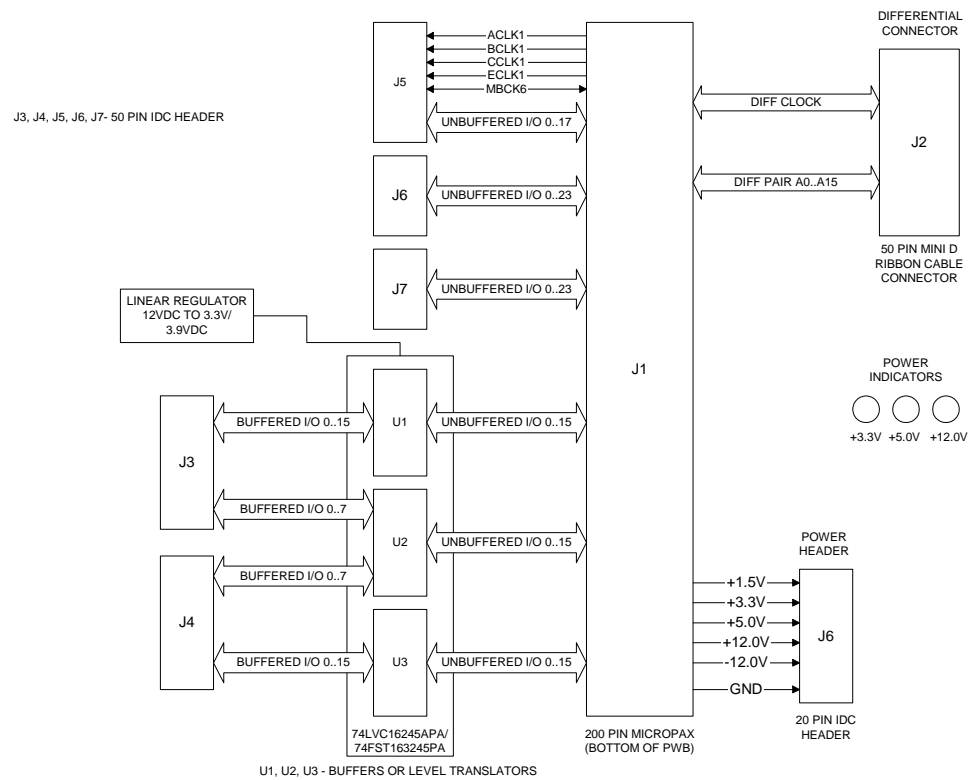 DIFFERENTIAL
CONNECTOR
ACLK1
BCLK1
CCLK1
ECLK1
MBCK6
J5
DIFF CLOCK
J3, J4, J5, J6, J7- 50 PIN IDC HEADER
UNBUFFERED I/O 0..17
J2
DIFF PAIR A0..A15
J6
UNBUFFERED I/O 0..23
50 PIN MINI D
RIBBON CABLE
CONNECTOR
J7
UNBUFFERED I/O 0..23
LINEAR REGULATOR
12VDC TO 3.3V/
3.9VDC
J1
POWER
INDICATORS
+3.3V
+5.0V
+12.0V
BUFFERED I/O 0..15
U1
UNBUFFERED I/O 0..15
J3
BUFFERED I/O 0..7
U2
UNBUFFERED I/O 0..15
POWER
HEADER
BUFFERED I/O 0..7
+1.5V
+3.3V
+5.0V
+12.0V
-12.0V
GND
J6
J4
BUFFERED I/O 0..15
U3
UNBUFFERED I/O 0..15
20 PIN IDC
HEADER
74LVC16245APA/
74FST163245PA
200 PIN MICROPAX
(BOTTOM OF PWB)
U1, U2, U3 - BUFFERS OR LEVEL TRANSLATORS